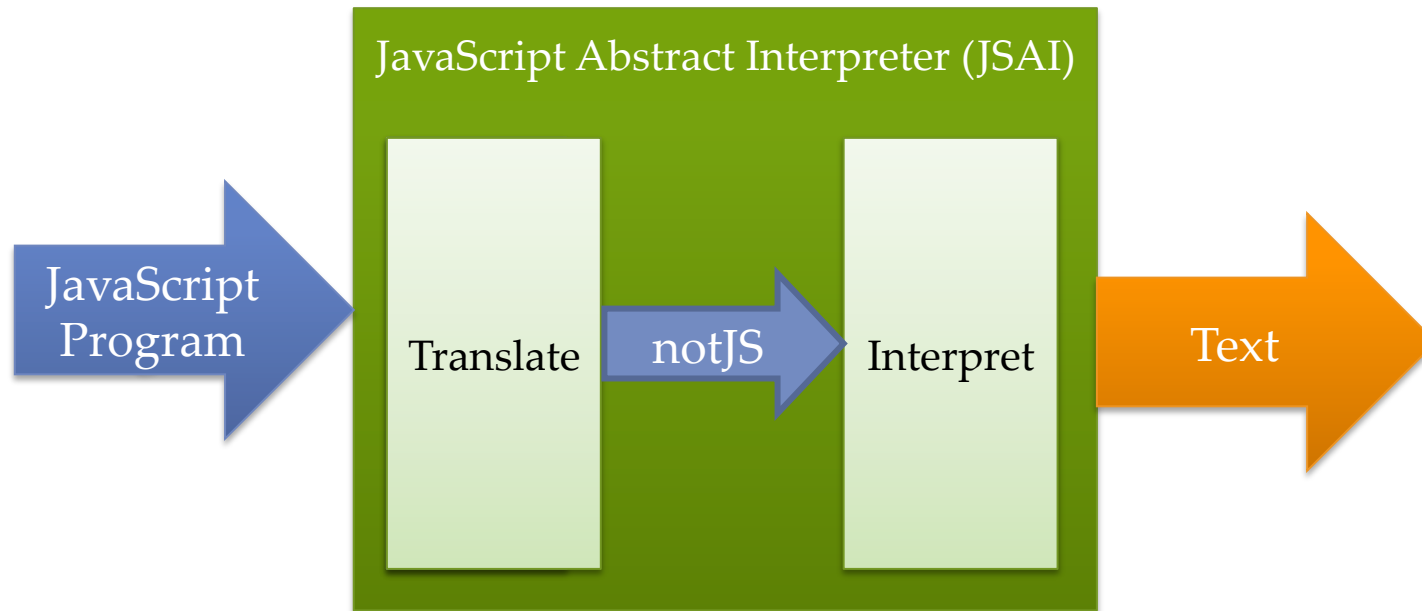 JavaScript Abstract Interpreter (JSAI)
JavaScript
Program
Translate
notJS
Interpret
Text